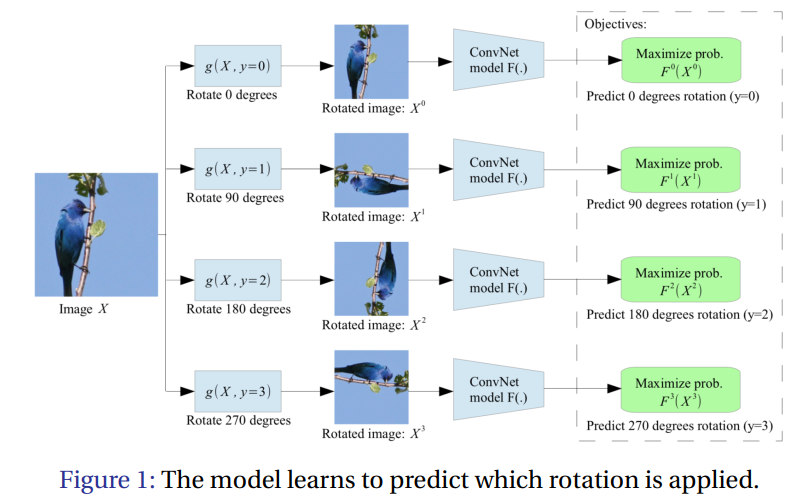 Objectives:
g(X, y=0)
Rotate 0 degrees
Rotated image: X⁰
ConvNet
model F(.)
Maximize prob.
F⁰(X⁰)
Predict 0 degrees rotation (y=0)
g(X, y=1)
Rotate 90 degrees
Rotated image: X¹
ConvNet
model F(.)
Maximize prob.
F¹(X¹)
Predict 90 degrees rotation (y=1)
Image X
g(X, y=2)
Rotate 180 degrees
Rotated image: X²
ConvNet
model F(.)
Maximize prob.
F²(X²)
Predict 180 degrees rotation (y=2)
g(X, y=3)
Rotate 270 degrees
Rotated image: X³
ConvNet
model F(.)
Maximize prob.
F³(X³)
Predict 270 degrees rotation (y=3)
Figure 1: The model learns to predict which rotation is applied.